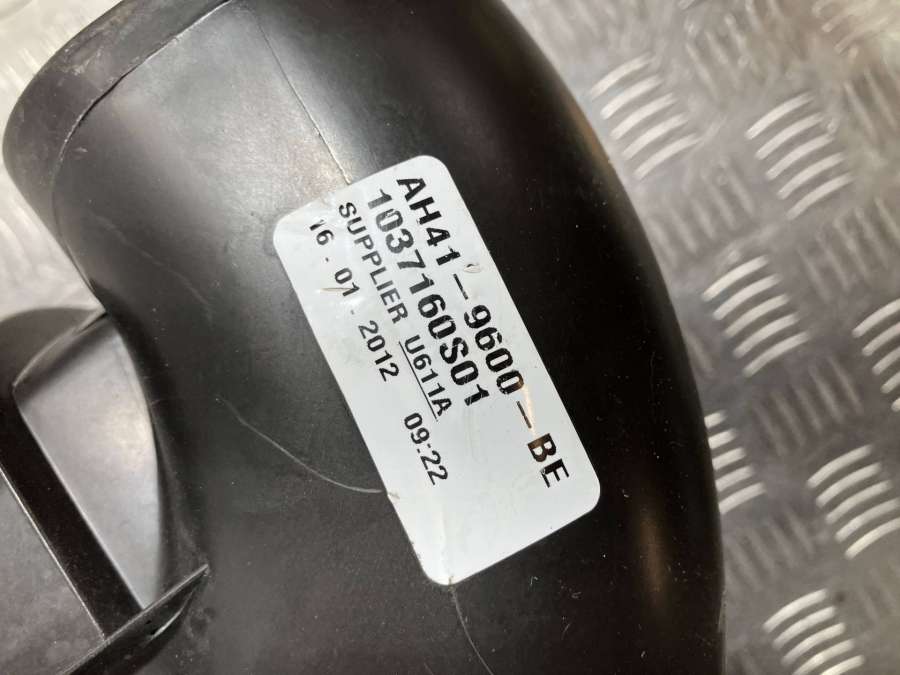 AH41-9600-BE
1037160S01
SUPPLIER U611A
16-01-2012 09:22